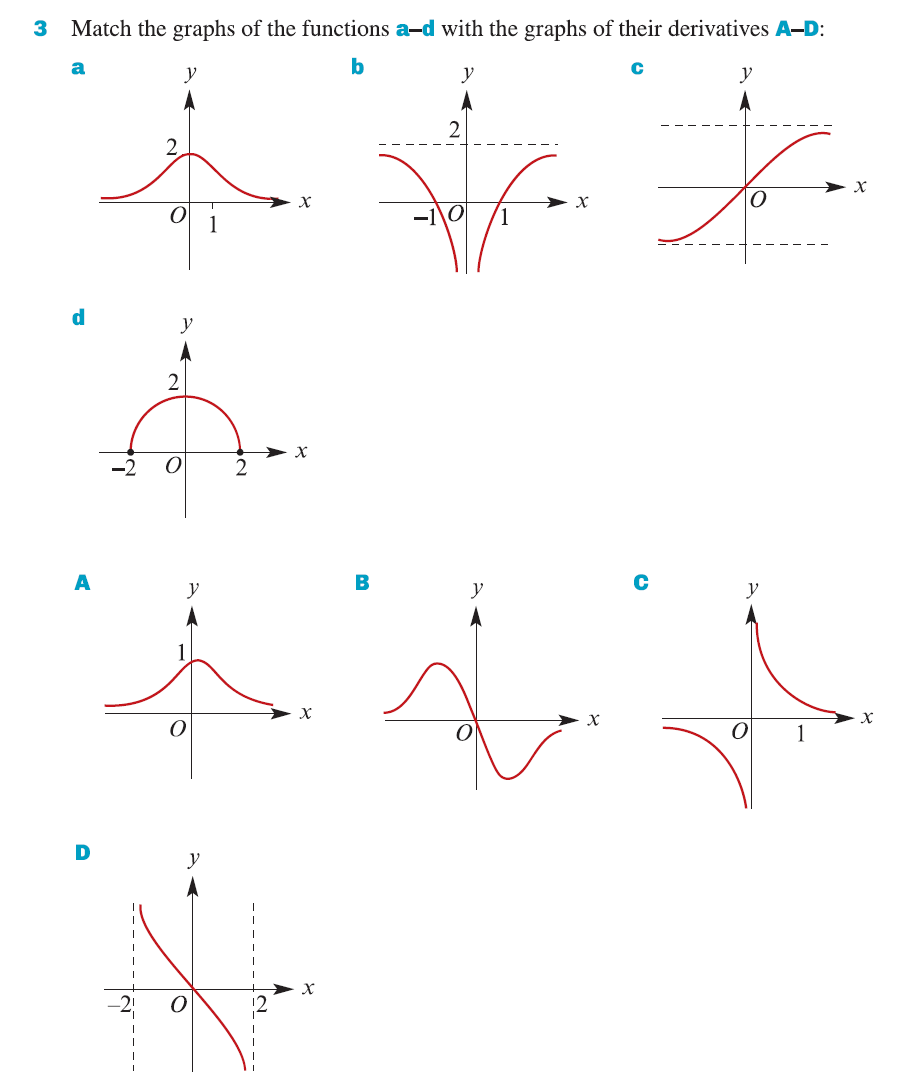 3 Match the graphs of the functions a–d with the graphs of their derivatives A–D:
a
y
2
O
1
x
b
y
2
–1
O
1
x
c
y
O
x
d
y
2
–2
O
2
x
A
y
1
O
x
B
y
O
x
C
y
O
1
x
D
y
–2
O
2
x